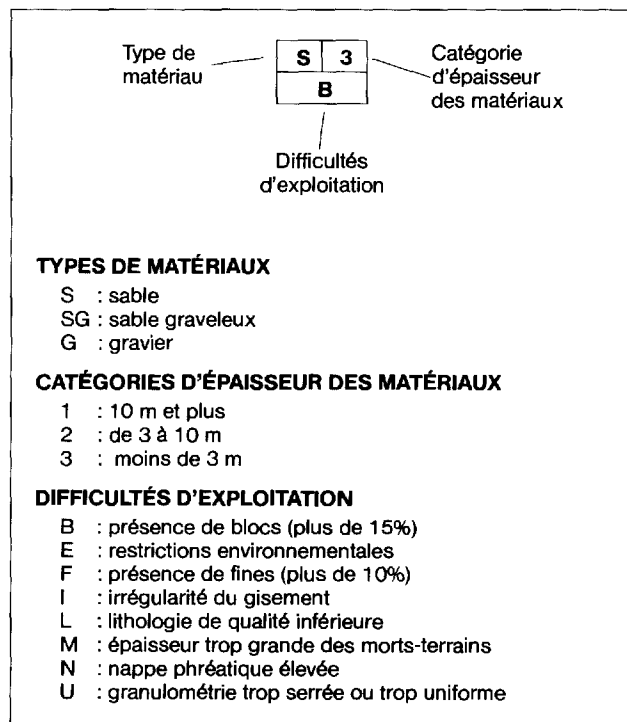 Type de
matériau
S 3
B
Catégorie
d'épaisseur
des matériaux
Difficultés
d'exploitation
TYPES DE MATÉRIAUX
S : sable
SG : sable graveleux
G : gravier
CATÉGORIES D'ÉPAISSEUR DES MATÉRIAUX
1 : 10 m et plus
2 : de 3 à 10 m
3 : moins de 3 m
DIFFICULTÉS D'EXPLOITATION
B : présence de blocs (plus de 15%)
E : restrictions environnementales
F : présence de fines (plus de 10%)
I : irrégularité du gisement
L : lithologie de qualité inférieure
M : épaisseur trop grande des morts-terrains
N : nappe phréatique élevée
U : granulométrie trop serrée ou trop uniforme